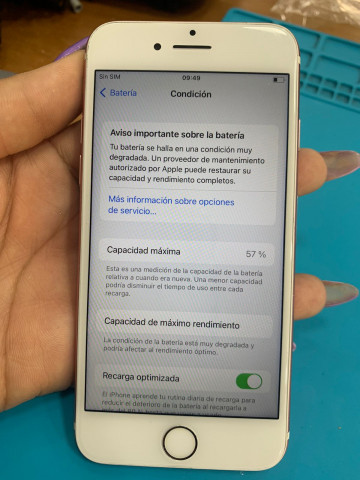 Sin SIM 09:49
Batería Condición
Aviso importante sobre la batería
Tu batería se halla en una condición muy
degradada. Un proveedor de mantenimiento
autorizado por Apple puede restaurar su
capacidad y rendimiento completos.
Más información sobre opciones
de servicio...
Capacidad máxima 57 %
Esta es una medición de la capacidad de la batería
relativa a cuando era nueva. Una menor capacidad
podría disminuir el tiempo de uso entre cada
recarga.
Capacidad de máximo rendimiento
La condición de la batería está muy degradada y
podría afectar al rendimiento óptimo.
Recarga optimizada
El iPhone aprende tu rutina diaria de recarga para
reducir el deterioro de la batería al recargarla a